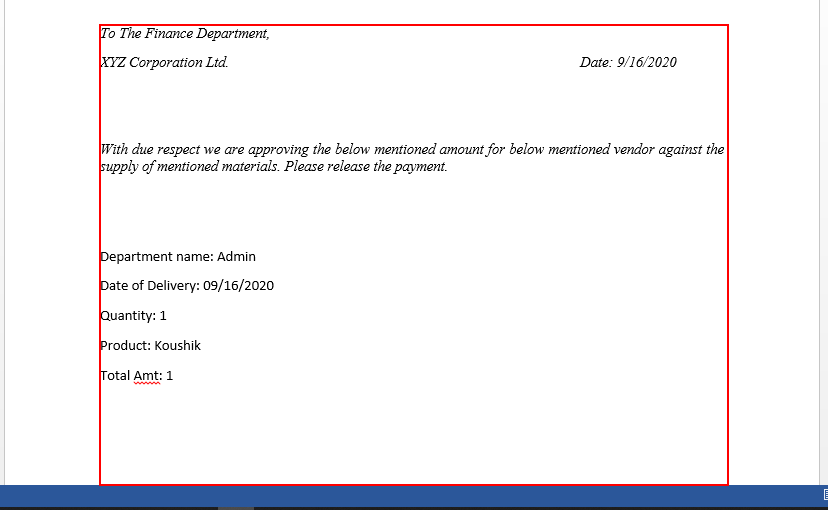 To The Finance Department,
XYZ Corporation Ltd. Date: 9/16/2020
With due respect we are approving the below mentioned amount for below mentioned vendor against the
supply of mentioned materials. Please release the payment.
Department name: Admin
Date of Delivery: 09/16/2020
Quantity: 1
Product: Koushik
Total Amt: 1